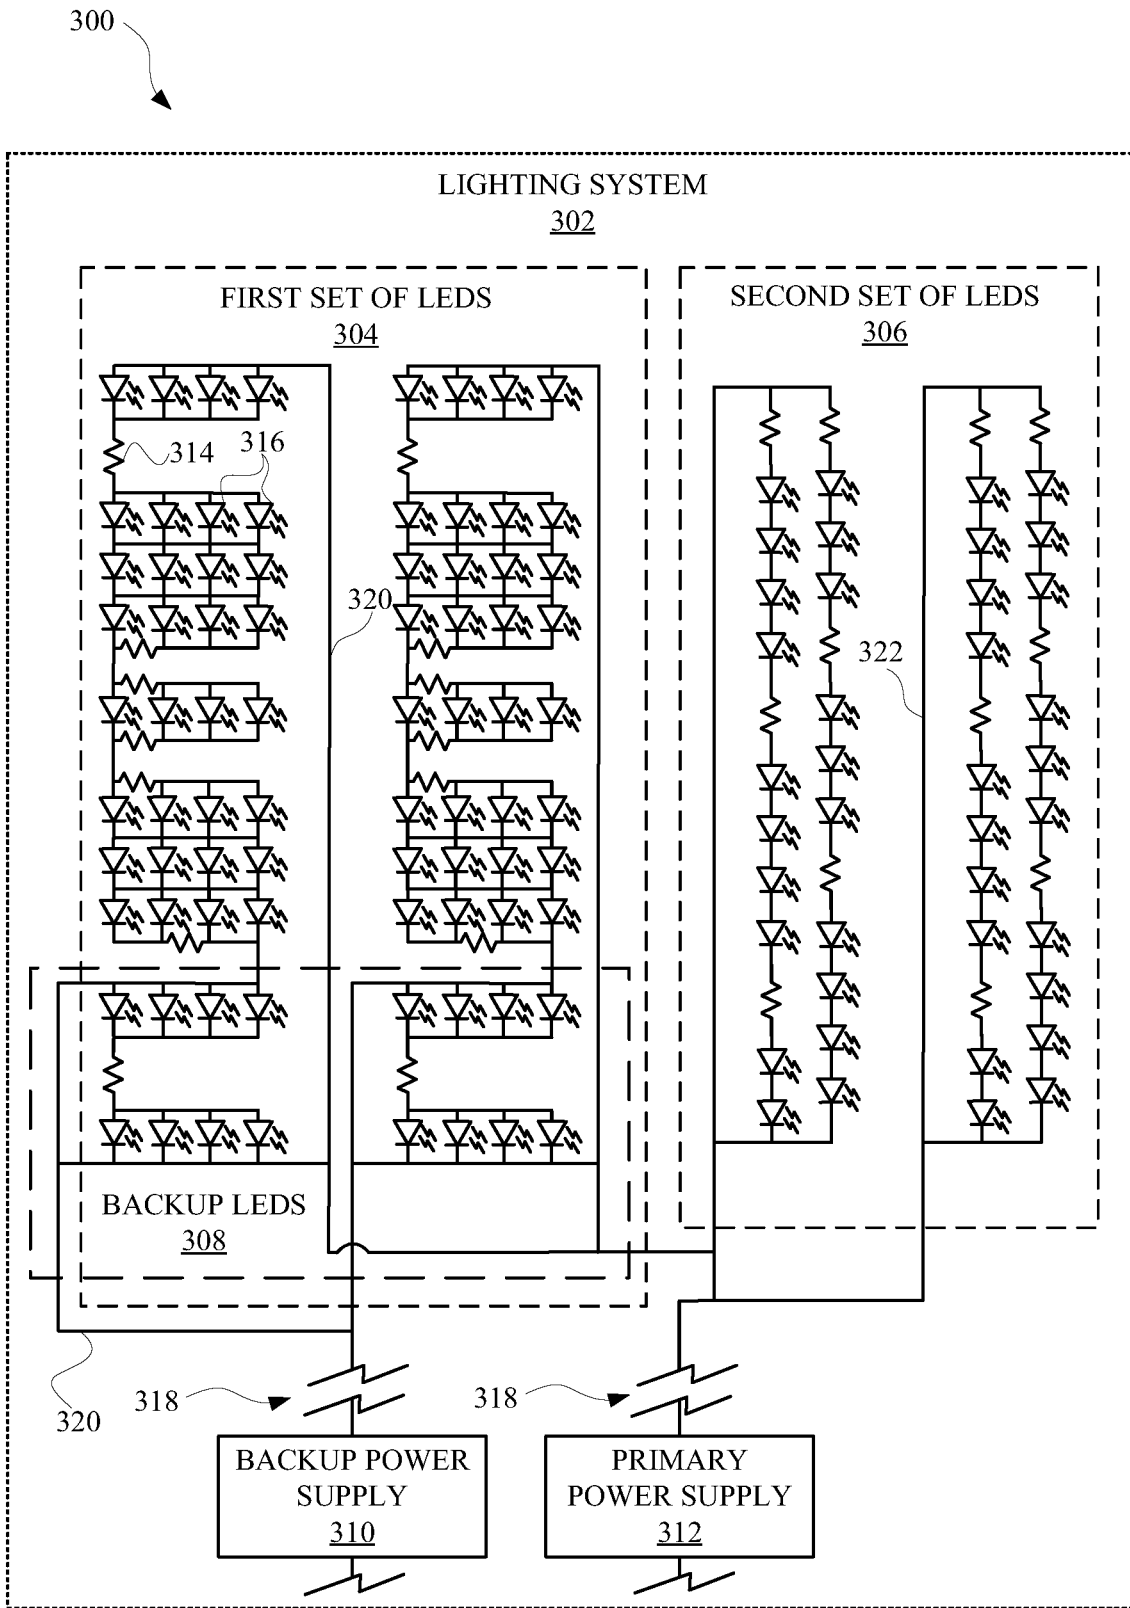 300
LIGHTING SYSTEM
302
FIRST SET OF LEDS
304
SECOND SET OF LEDS
306
314
316
320
322
BACKUP LEDS
308
318
318
320
BACKUP POWER
SUPPLY
310
PRIMARY
POWER SUPPLY
312